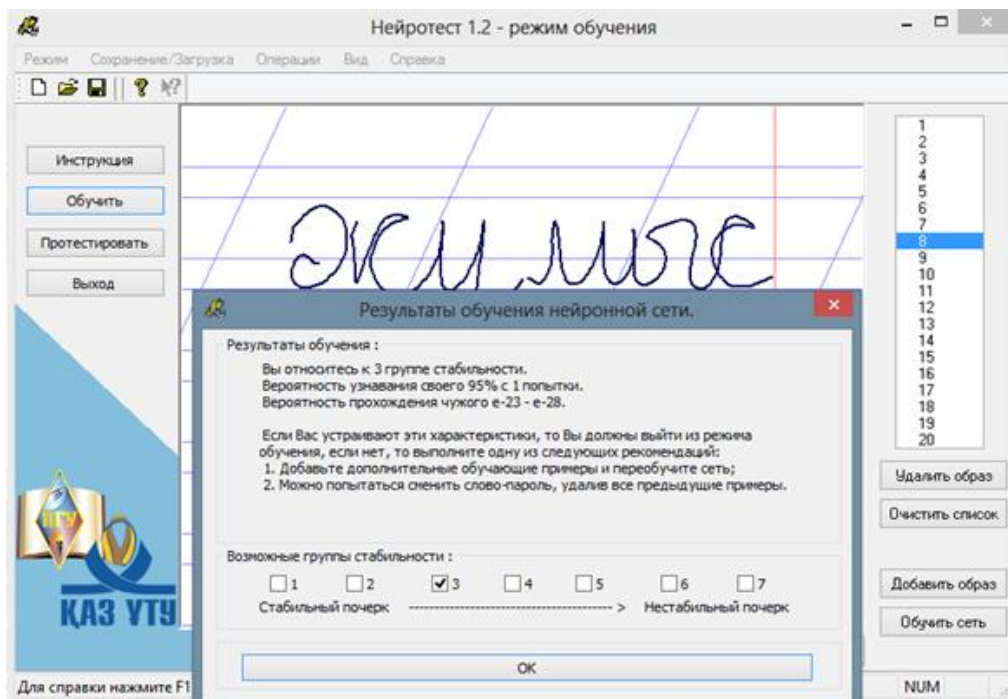 Нейротест 1.2 - режим обучения
Режим Сохранение/Загрузка Операции Вид Справка
Инструкция
Обучить
Протестировать
Выход
1
2
3
4
5
6
7
8
9
10
11
12
13
14
15
16
17
18
19
20
Удалить образ
Очистить список
Добавить образ
Обучить сеть
Результаты обучения нейронной сети.
Результаты обучения :
Вы относитесь к 3 группе стабильности.
Вероятность узнавания своего 95% с 1 попытки.
Вероятность прохождения чужого е-23 - е-28.
Если Вас устраивают эти характеристики, то Вы должны выйти из режима
обучения, если нет, то выполните одну из следующих рекомендаций:
1. Добавьте дополнительные обучающие примеры и переобучите сеть;
2. Можно попытаться сменить слово-пароль, удалив все предыдущие примеры.
Возможные группы стабильности :
1 2 3 4 5 6 7
Стабильный почерк ---------------------------- > Нестабильный почерк
OK
ПГУ
ҚАЗ ҰТУ
Для справки нажмите F1
NUM